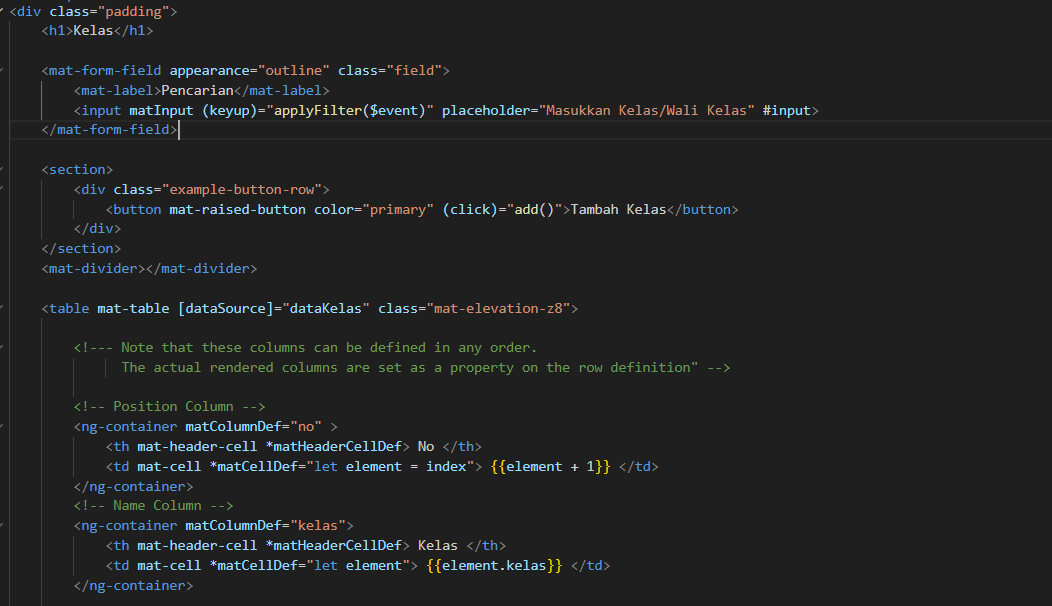 <div class="padding">
<h1>Kelas</h1>
<mat-form-field appearance="outline" class="field">
<mat-label>Pencarian</mat-label>
<input matInput (keyup)="applyFilter($event)" placeholder="Masukkan Kelas/Wali Kelas" #input>
</mat-form-field>
<section>
<div class="example-button-row">
<button mat-raised-button color="primary" (click)="add()">Tambah Kelas</button>
</div>
</section>
<mat-divider></mat-divider>
<table mat-table [dataSource]="dataKelas" class="mat-elevation-z8">
<!--- Note that these columns can be defined in any order.
The actual rendered columns are set as a property on the row definition" -->
<!-- Position Column -->
<ng-container matColumnDef="no" >
<th mat-header-cell *matHeaderCellDef> No </th>
<td mat-cell *matCellDef="let element = index"> {{element + 1}} </td>
</ng-container>
<!-- Name Column -->
<ng-container matColumnDef="kelas">
<th mat-header-cell *matHeaderCellDef> Kelas </th>
<td mat-cell *matCellDef="let element"> {{element.kelas}} </td>
</ng-container>